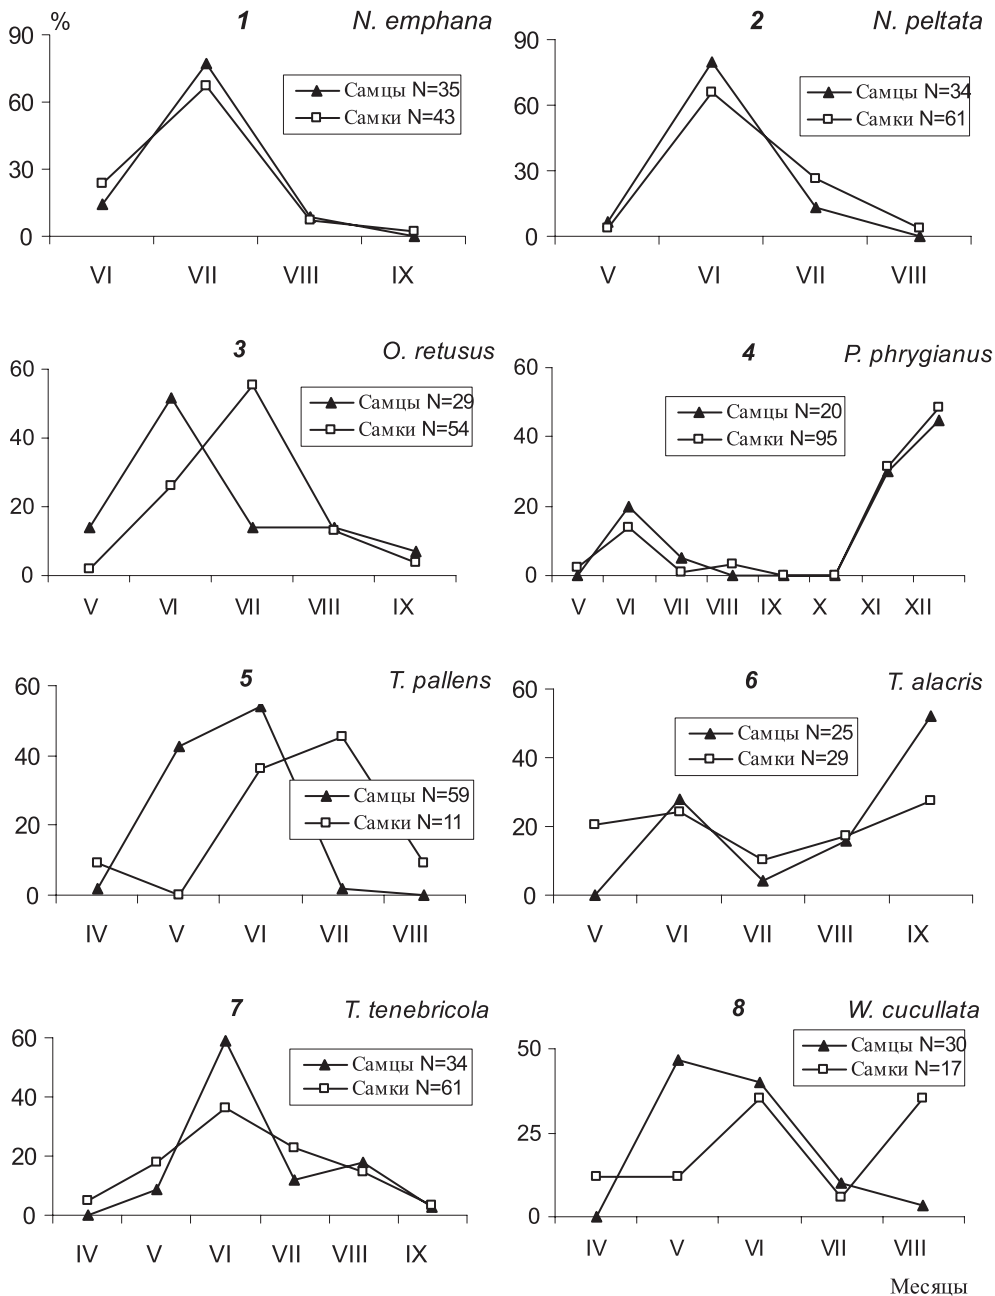 % 1 N. emphana
90
60
30
0
Самцы N=35
Самки N=43
VI VII VIII IX
2 N. peltata
90
60
30
0
Самцы N=34
Самки N=61
V VI VII VIII
3 O. retusus
60
40
20
0
Самцы N=29
Самки N=54
V VI VII VIII IX
4 P. phrygianus
60
40
20
0
Самцы N=20
Самки N=95
V VI VII VIII IX X XI XII
5 T. pallens
60
40
20
0
Самцы N=59
Самки N=11
IV V VI VII VIII
6 T. alacris
60
40
20
0
Самцы N=25
Самки N=29
V VI VII VIII IX
7 T. tenebricola
60
40
20
0
Самцы N=34
Самки N=61
IV V VI VII VIII IX
8 W. cucullata
50
25
0
Самцы N=30
Самки N=17
IV V VI VII VIII
Месяцы